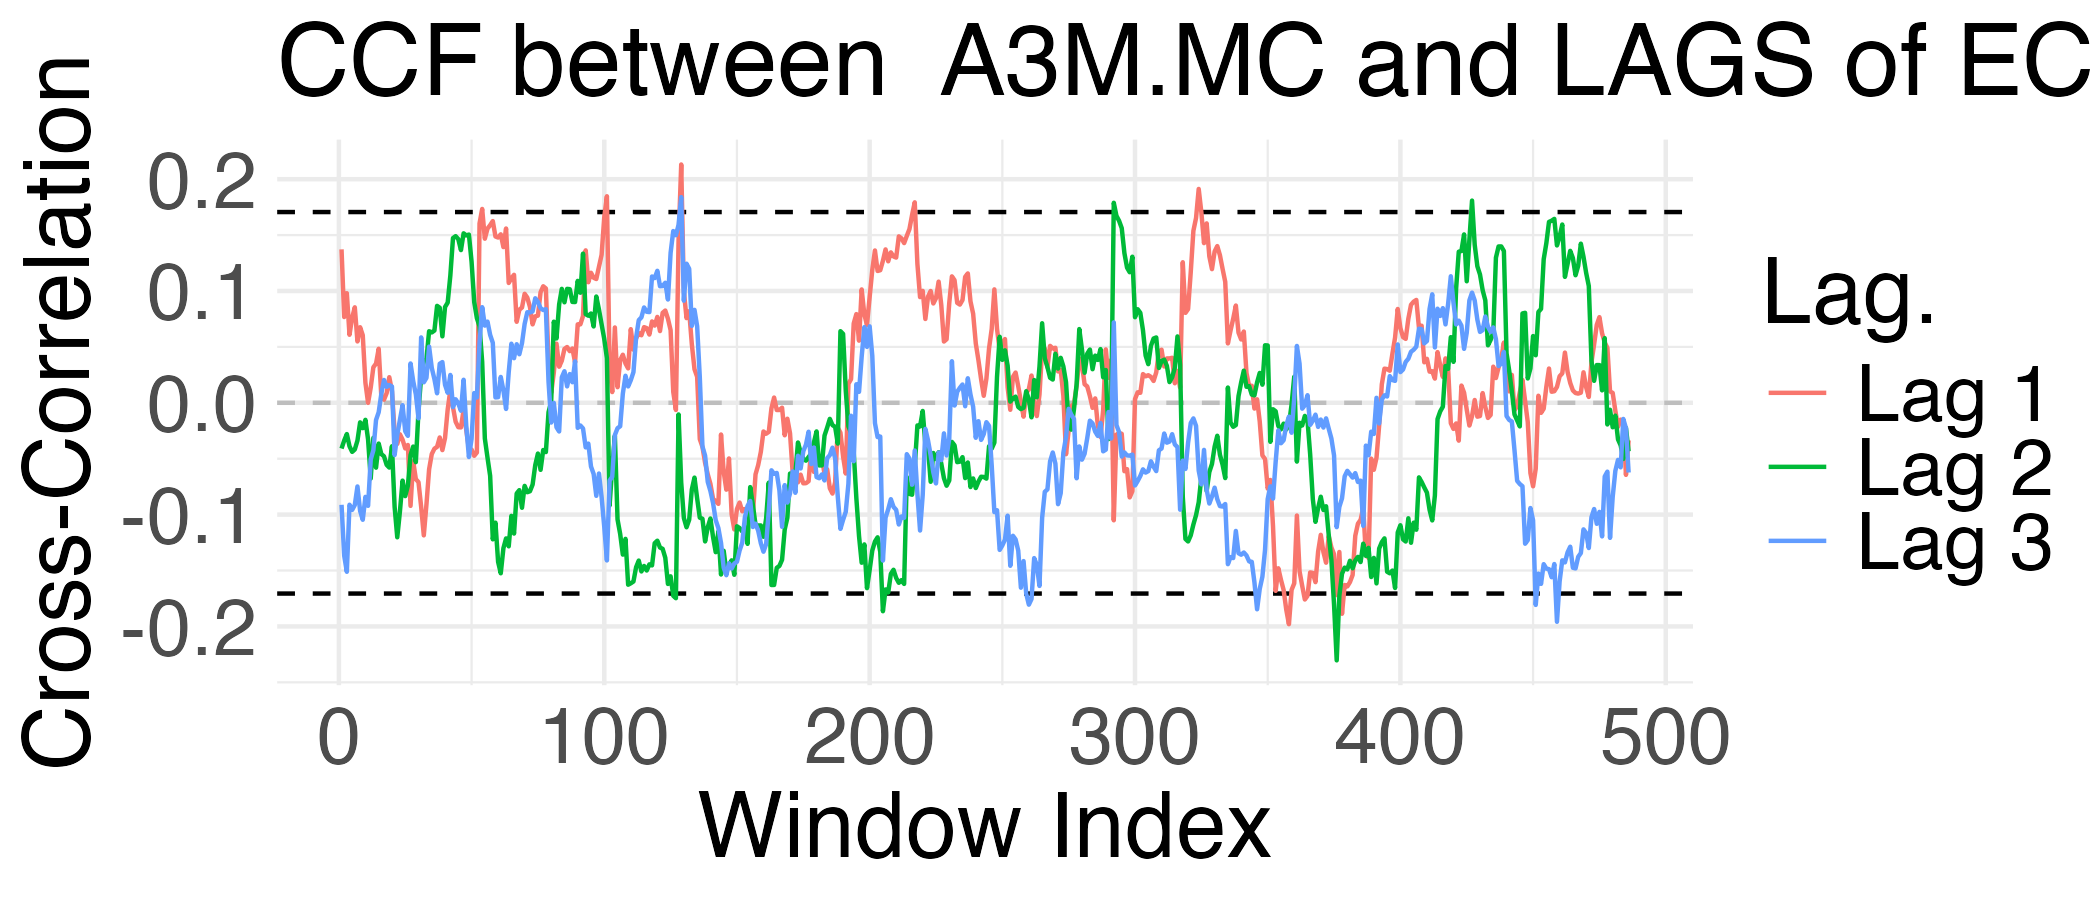 CCF between  A3M.MC and LAGS of EC
Cross-Correlation
0.2
0.1
0.0
-0.1
-0.2
0 100 200 300 400 500
Window Index
Lag.
Lag 1
Lag 2
Lag 3